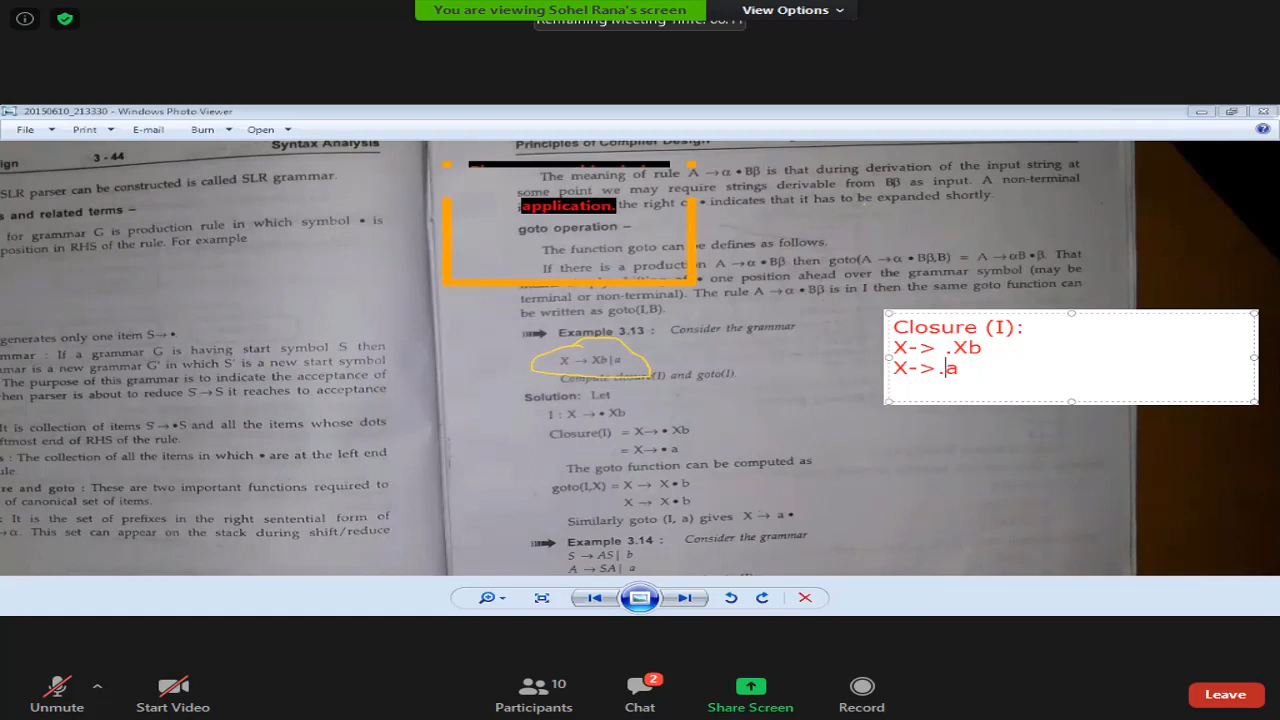 You are viewing Sohel Rana's screen
View Options
Remaining Meeting Time:
20150610_213330 - Windows Photo Viewer
File Print E-mail Burn Open
3 - 44 Syntax Analysis
SLR parser can be constructed is called SLR grammar.
s and related terms –
for grammar G is production rule in which symbol • is
position in RHS of the rule. For example
generates only one item S→•.
mmar : If a grammar G is having start symbol S then
mmar is a new grammar G' in which S' is a new start symbol
The purpose of this grammar is to indicate the acceptance of
hen parser is about to reduce S'→S it reaches to acceptance
It is collection of items S'→•S and all the items whose dots
ftmost end of RHS of the rule.
s : The collection of all the items in which • are at the left end
rule.
re and goto : These are two important functions required to
of canonical set of items.
: It is the set of prefixes in the right sentential form of
→α. This set can appear on the stack during shift/reduce
Principles of Compiler Design
The meaning of rule A →α • Bβ is that during derivation of the input string at
some point we may require strings derivable from Bβ as input. A non-terminal
application. the right of • indicates that it has to be expanded shortly.
goto operation –
The function goto can be defines as follows.
If there is a production A →α • Bβ then goto(A →α • Bβ,B) = A →αB • β. That
shifting of • one position ahead over the grammar symbol (may be
terminal or non-terminal). The rule A →α • Bβ is in I then the same goto function can
be written as goto(I,B).
Example 3.13 : Consider the grammar
X → Xb|a
Compute closure(I) and goto(I).
Solution: Let
I : X → • Xb
Closure(I) = X→ • Xb
= X→ • a
The goto function can be computed as
goto(I,X) = X → X • b
X → X • b
Similarly goto (I, a) gives X → a •
Example 3.14 : Consider the grammar
S → AS| b
A → SA| a
Closure (I):
X-> .Xb
X->.a
Unmute
Start Video
10
Participants
2
Chat
Share Screen
Record
Leave